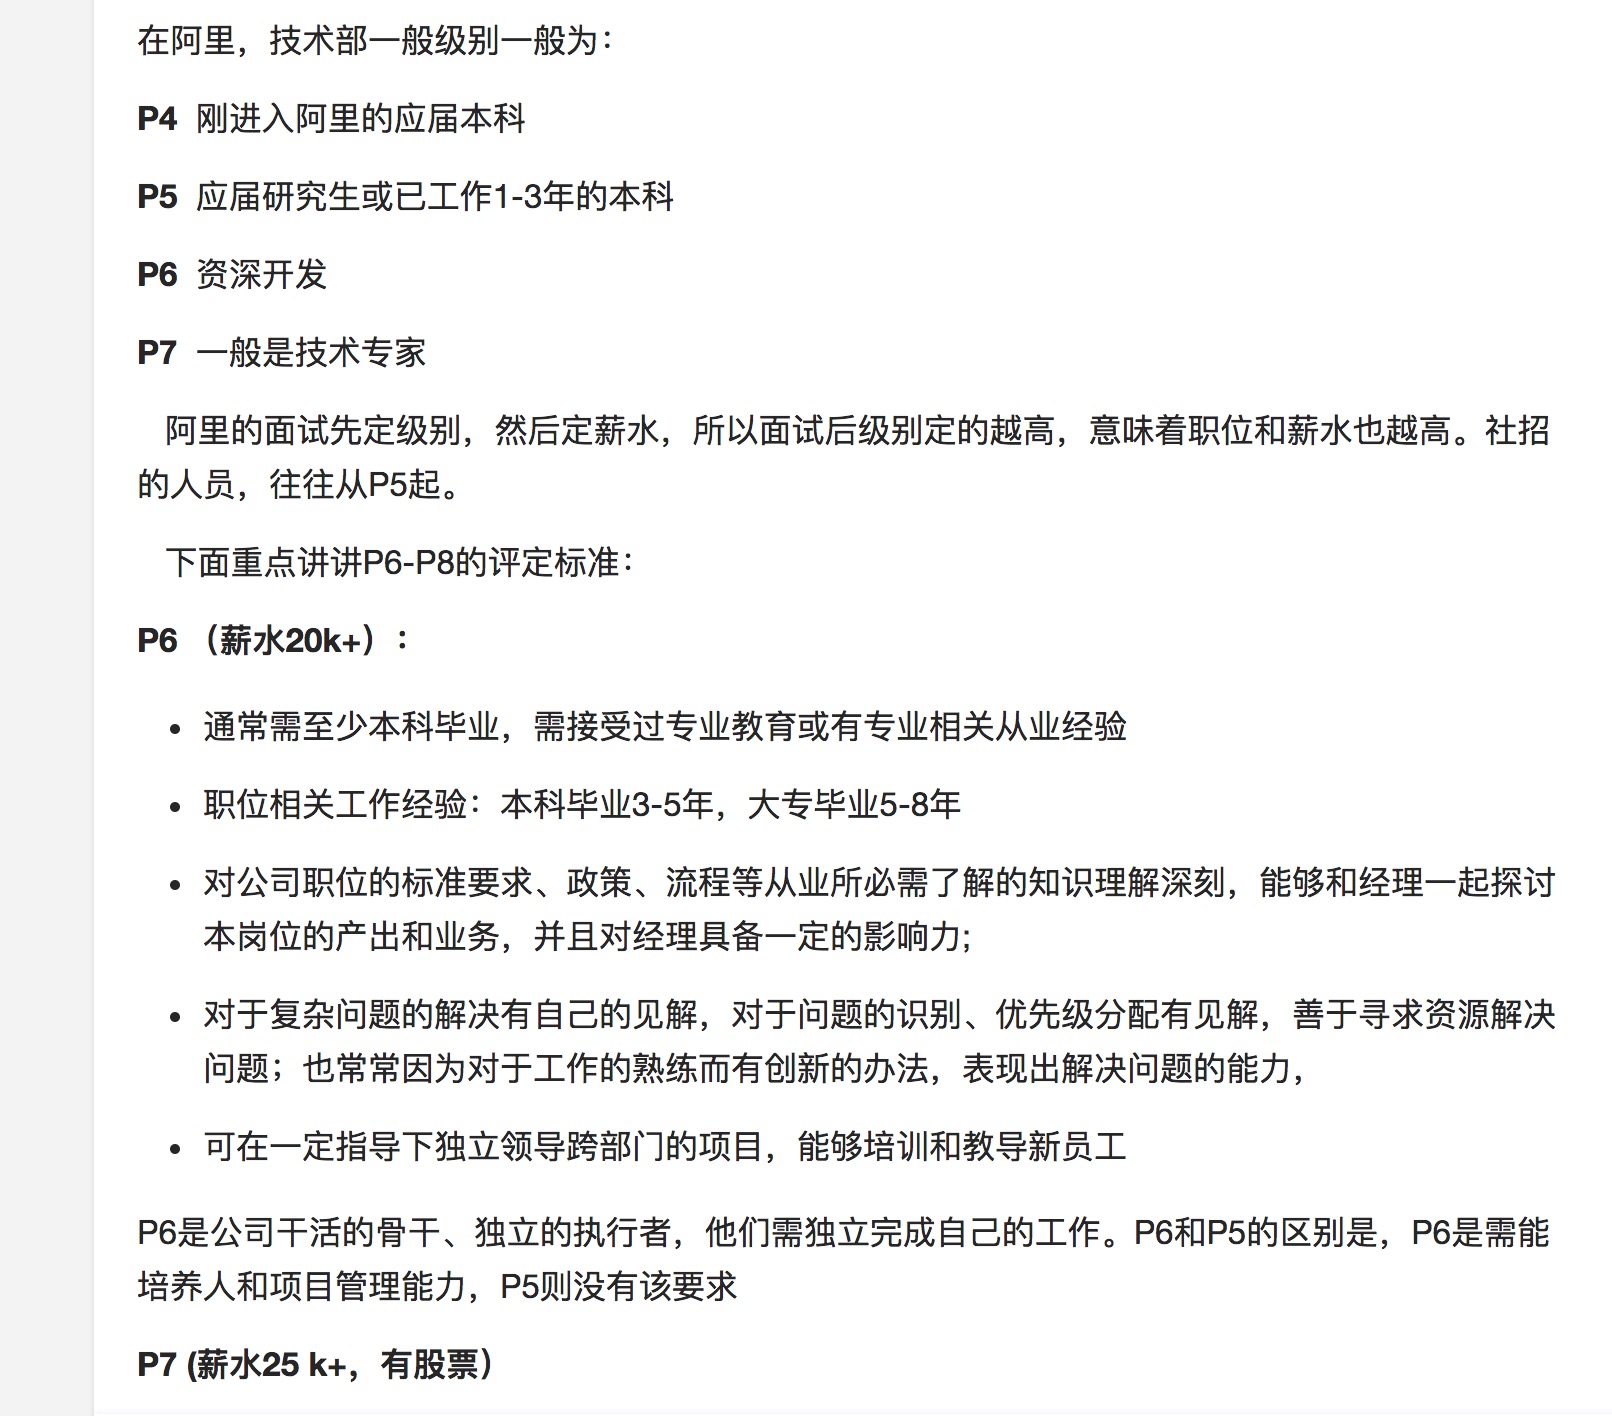 在阿里，技术部一般级别一般为：
P4 刚进入阿里的应届本科
P5 应届研究生或已工作1-3年的本科
P6 资深开发
P7 一般是技术专家
阿里的面试先定级别，然后定薪水，所以面试后级别定的越高，意味着职位和薪水也越高。社招
的人员，往往从P5起。
下面重点讲讲P6-P8的评定标准：
P6 （薪水20k+）：
• 通常需至少本科毕业，需接受过专业教育或有专业相关从业经验
• 职位相关工作经验：本科毕业3-5年，大专毕业5-8年
• 对公司职位的标准要求、政策、流程等从业所必需了解的知识理解深刻，能够和经理一起探讨
本岗位的产出和业务，并且对经理具备一定的影响力;
• 对于复杂问题的解决有自己的见解，对于问题的识别、优先级分配有见解，善于寻求资源解决
问题；也常常因为对于工作的熟练而有创新的办法，表现出解决问题的能力，
• 可在一定指导下独立领导跨部门的项目，能够培训和教导新员工
P6是公司干活的骨干、独立的执行者，他们需独立完成自己的工作。P6和P5的区别是，P6是需能
培养人和项目管理能力，P5则没有该要求
P7 (薪水25 k+，有股票）